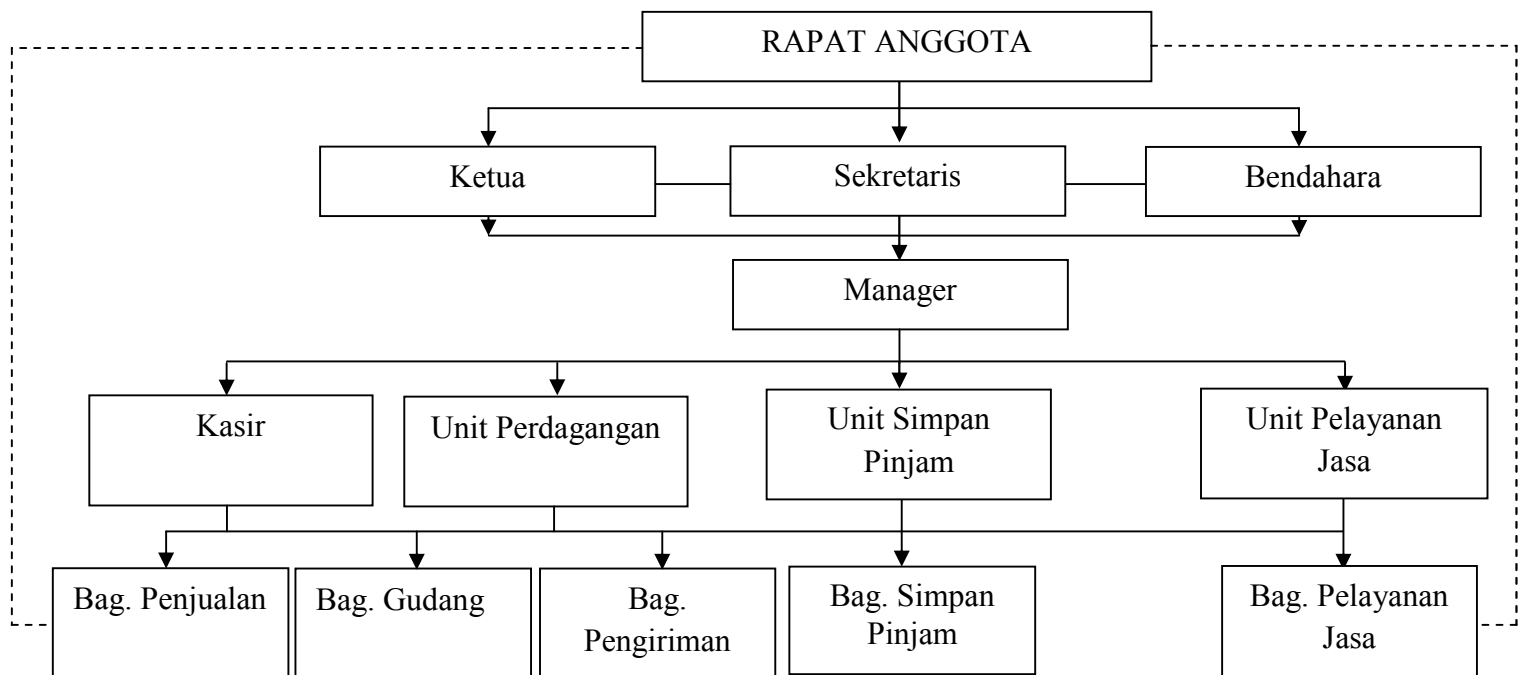 RAPAT ANGGOTA
Ketua
Sekretaris
Bendahara
Manager
Kasir
Unit Perdagangan
Unit Simpan
Pinjam
Unit Pelayanan
Jasa
Bag. Penjualan
Bag. Gudang
Bag.
Pengiriman
Bag. Simpan
Pinjam
Bag. Pelayanan
Jasa